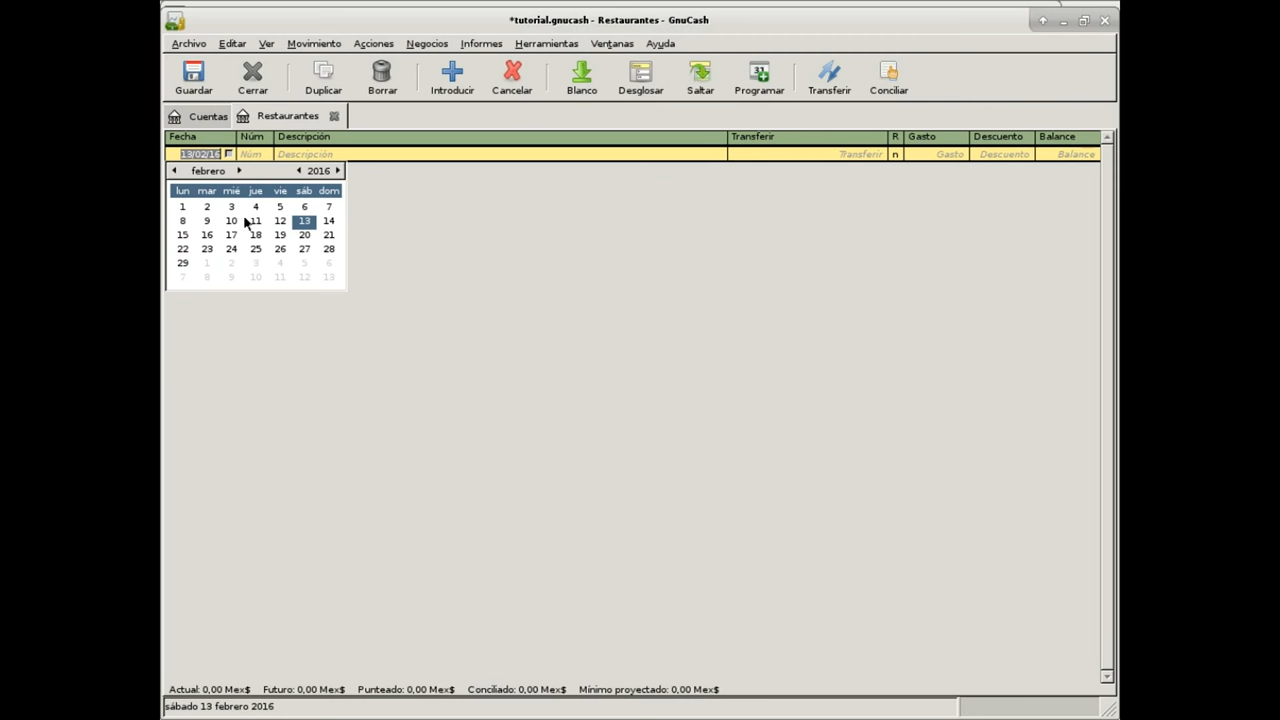 *tutorial.gnucash - Restaurantes - GnuCash
Archivo Editar Ver Movimiento Acciones Negocios Informes Herramientas Ventanas Ayuda
Guardar Cerrar Duplicar Borrar Introducir Cancelar Blanco Desglosar Saltar Programar Transferir Conciliar
Cuentas Restaurantes
Fecha Núm Descripción Transferir R Gasto Descuento Balance
13/02/16 Núm Descripción Transferir n Gasto Descuento Balance
febrero 2016
lun mar mié jue vie sáb dom
1 2 3 4 5 6 7
8 9 10 11 12 13 14
15 16 17 18 19 20 21
22 23 24 25 26 27 28
29 1 2 3 4 5 6
7 8 9 10 11 12 13
Actual: 0,00 Mex$ Futuro: 0,00 Mex$ Punteado: 0,00 Mex$ Conciliado: 0,00 Mex$ Mínimo proyectado: 0,00 Mex$
sábado 13 febrero 2016